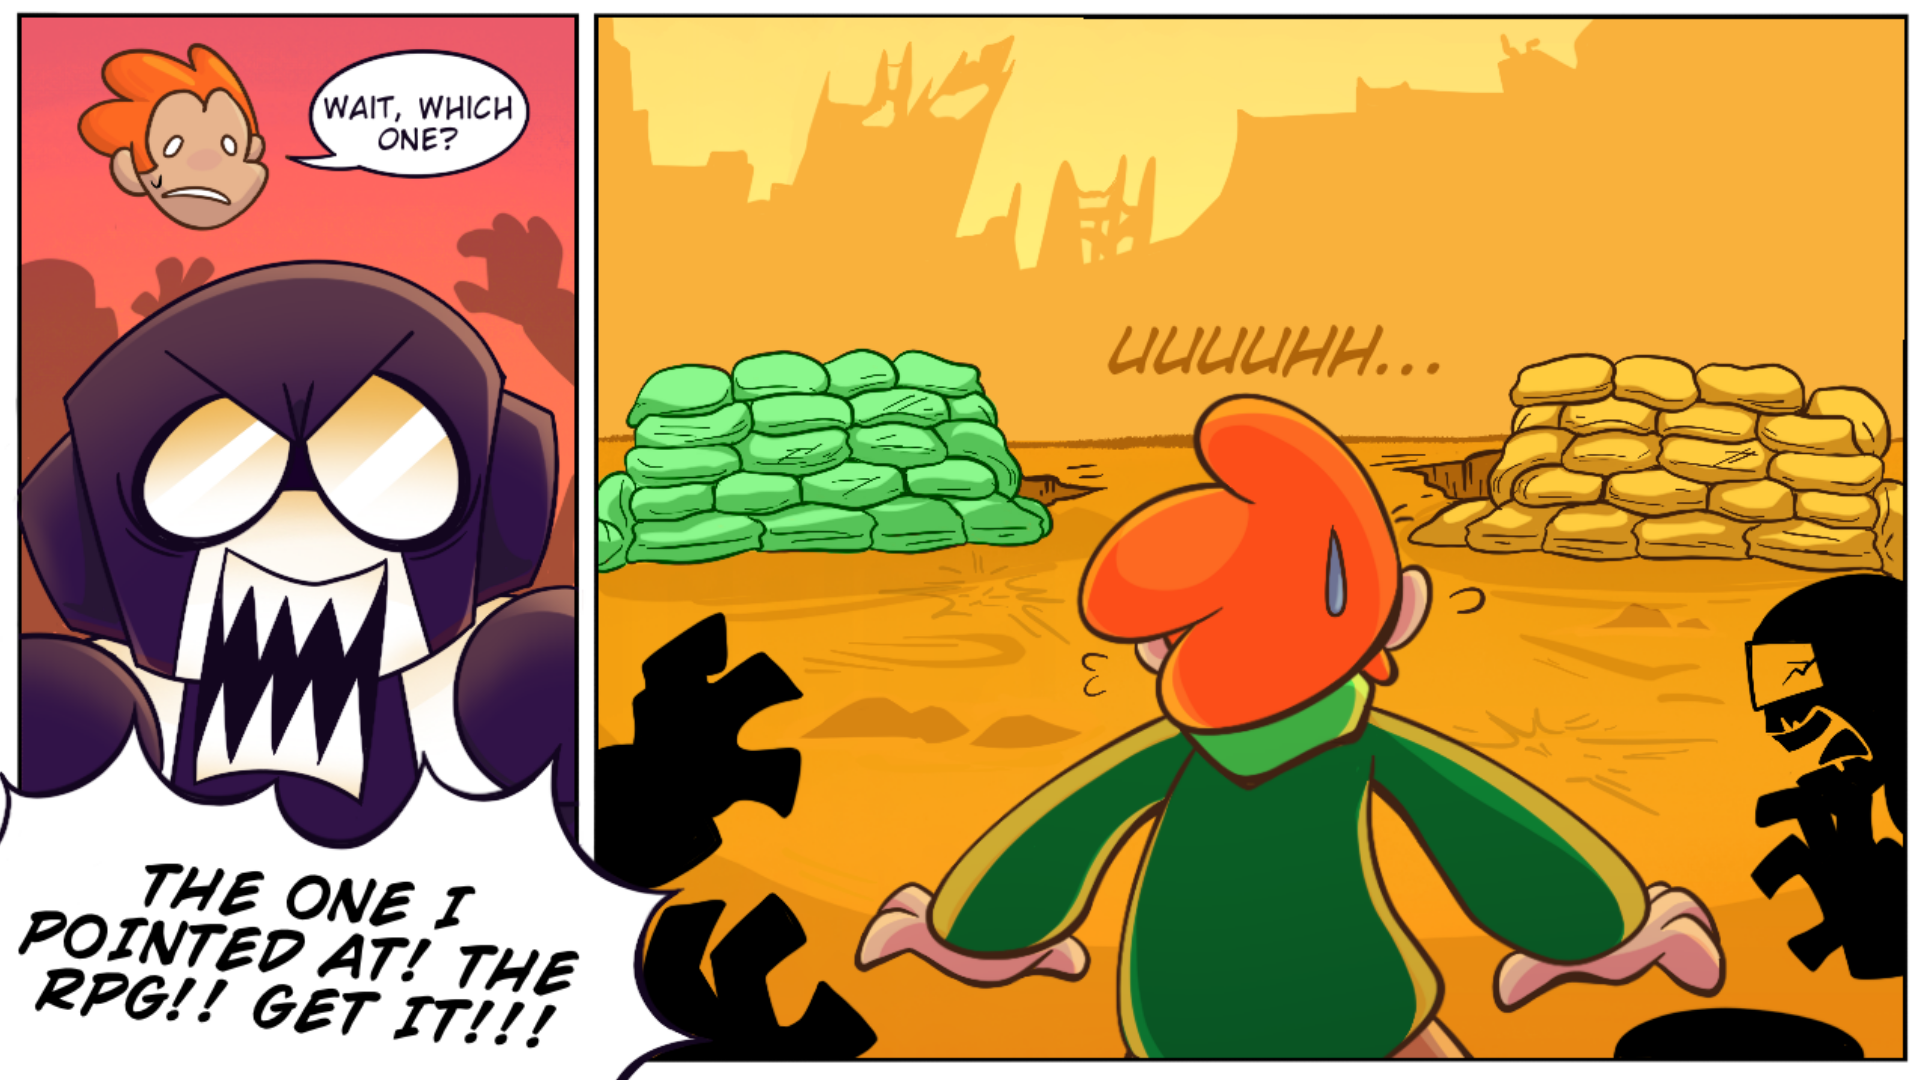 WAIT, WHICH
ONE?
THE ONE I
POINTED AT! THE
RPG!! GET IT!!!
UUUUHH...